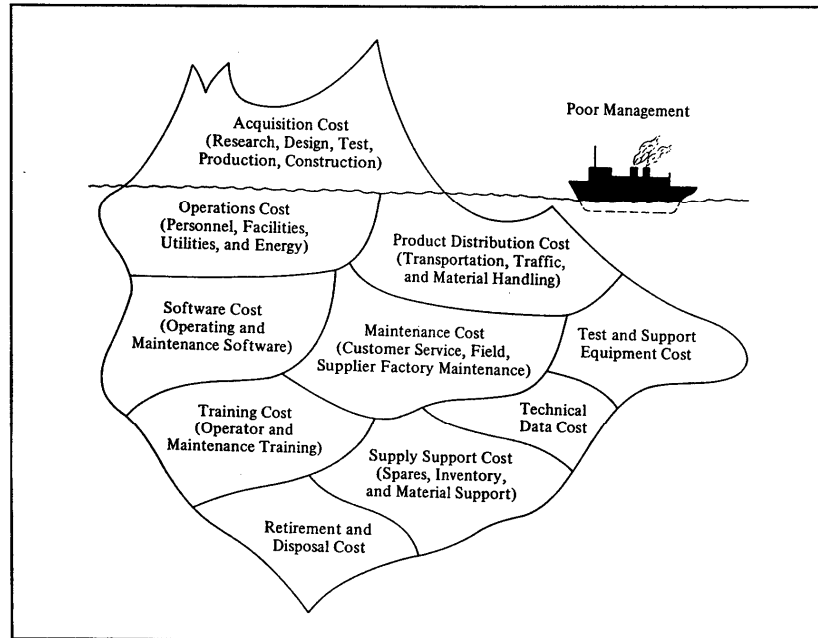 Poor Management
Acquisition Cost
(Research, Design, Test,
Production, Construction)
Operations Cost
(Personnel, Facilities,
Utilities, and Energy)
Product Distribution Cost
(Transportation, Traffic,
and Material Handling)
Software Cost
(Operating and
Maintenance Software)
Maintenance Cost
(Customer Service, Field,
Supplier Factory Maintenance)
Test and Support
Equipment Cost
Training Cost
(Operator and
Maintenance Training)
Technical
Data Cost
Supply Support Cost
(Spares, Inventory,
and Material Support)
Retirement and
Disposal Cost